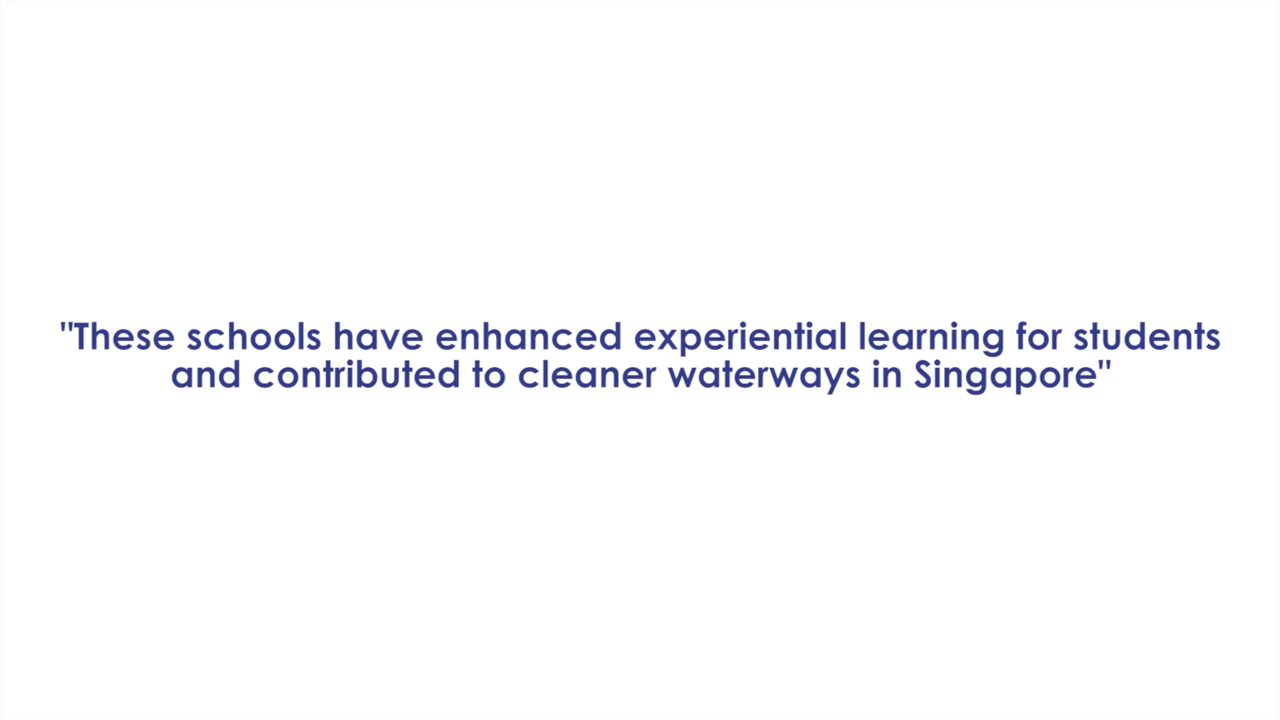 "These schools have enhanced experiential learning for students
and contributed to cleaner waterways in Singapore"